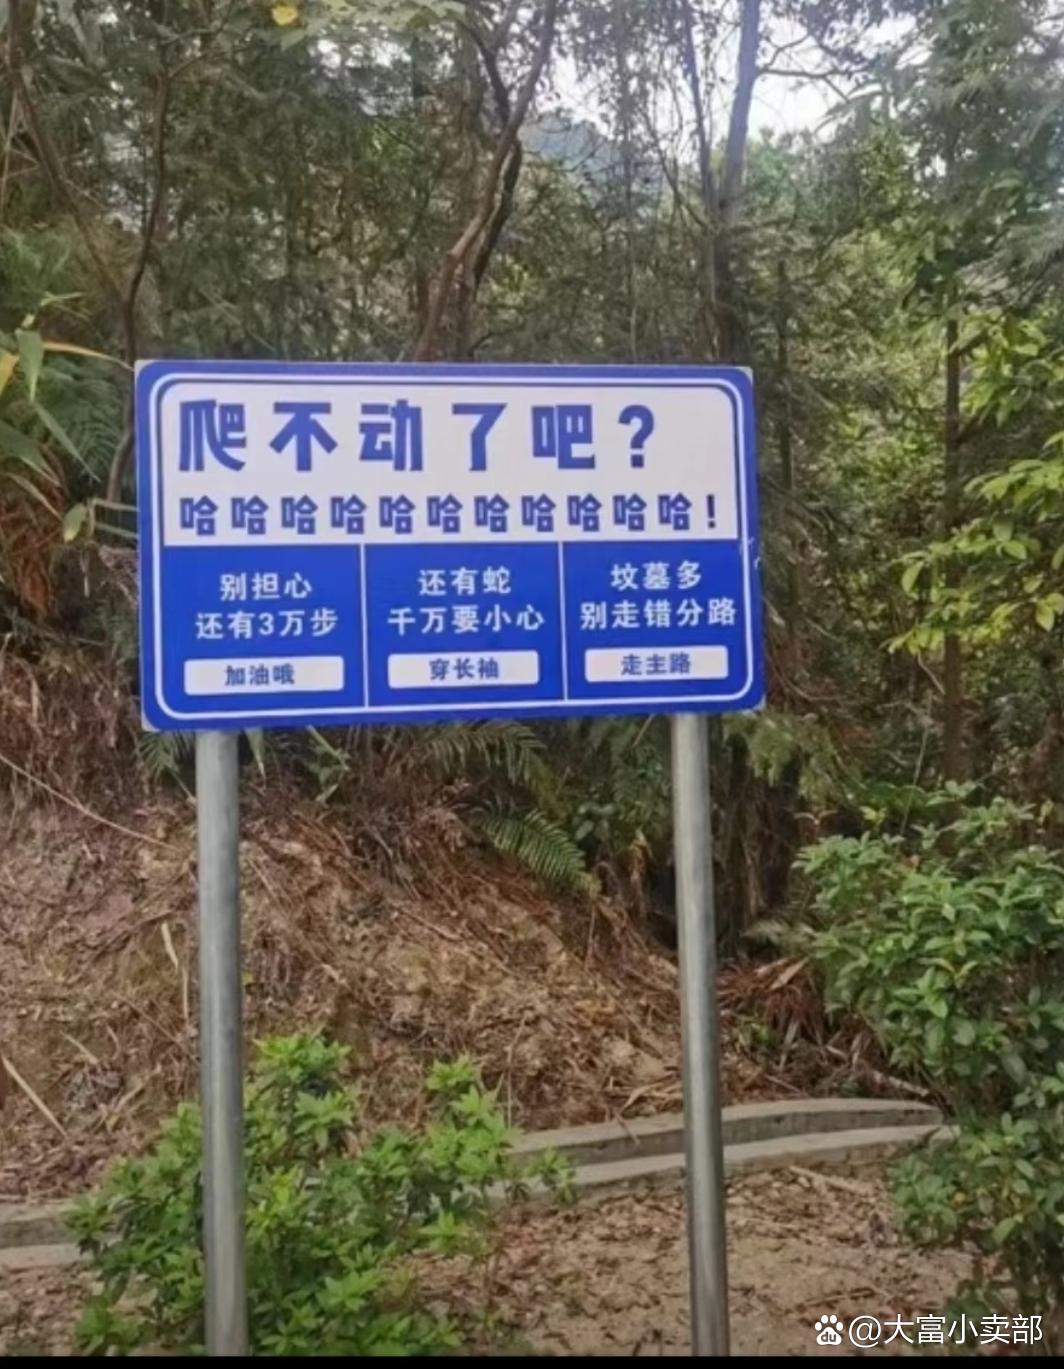 爬不动了吧？
哈哈哈哈哈哈哈哈哈哈哈！
别担心
还有3万步
加油哦
还有蛇
千万要小心
穿长袖
坟墓多
别走错分路
走主路
@大富小卖部